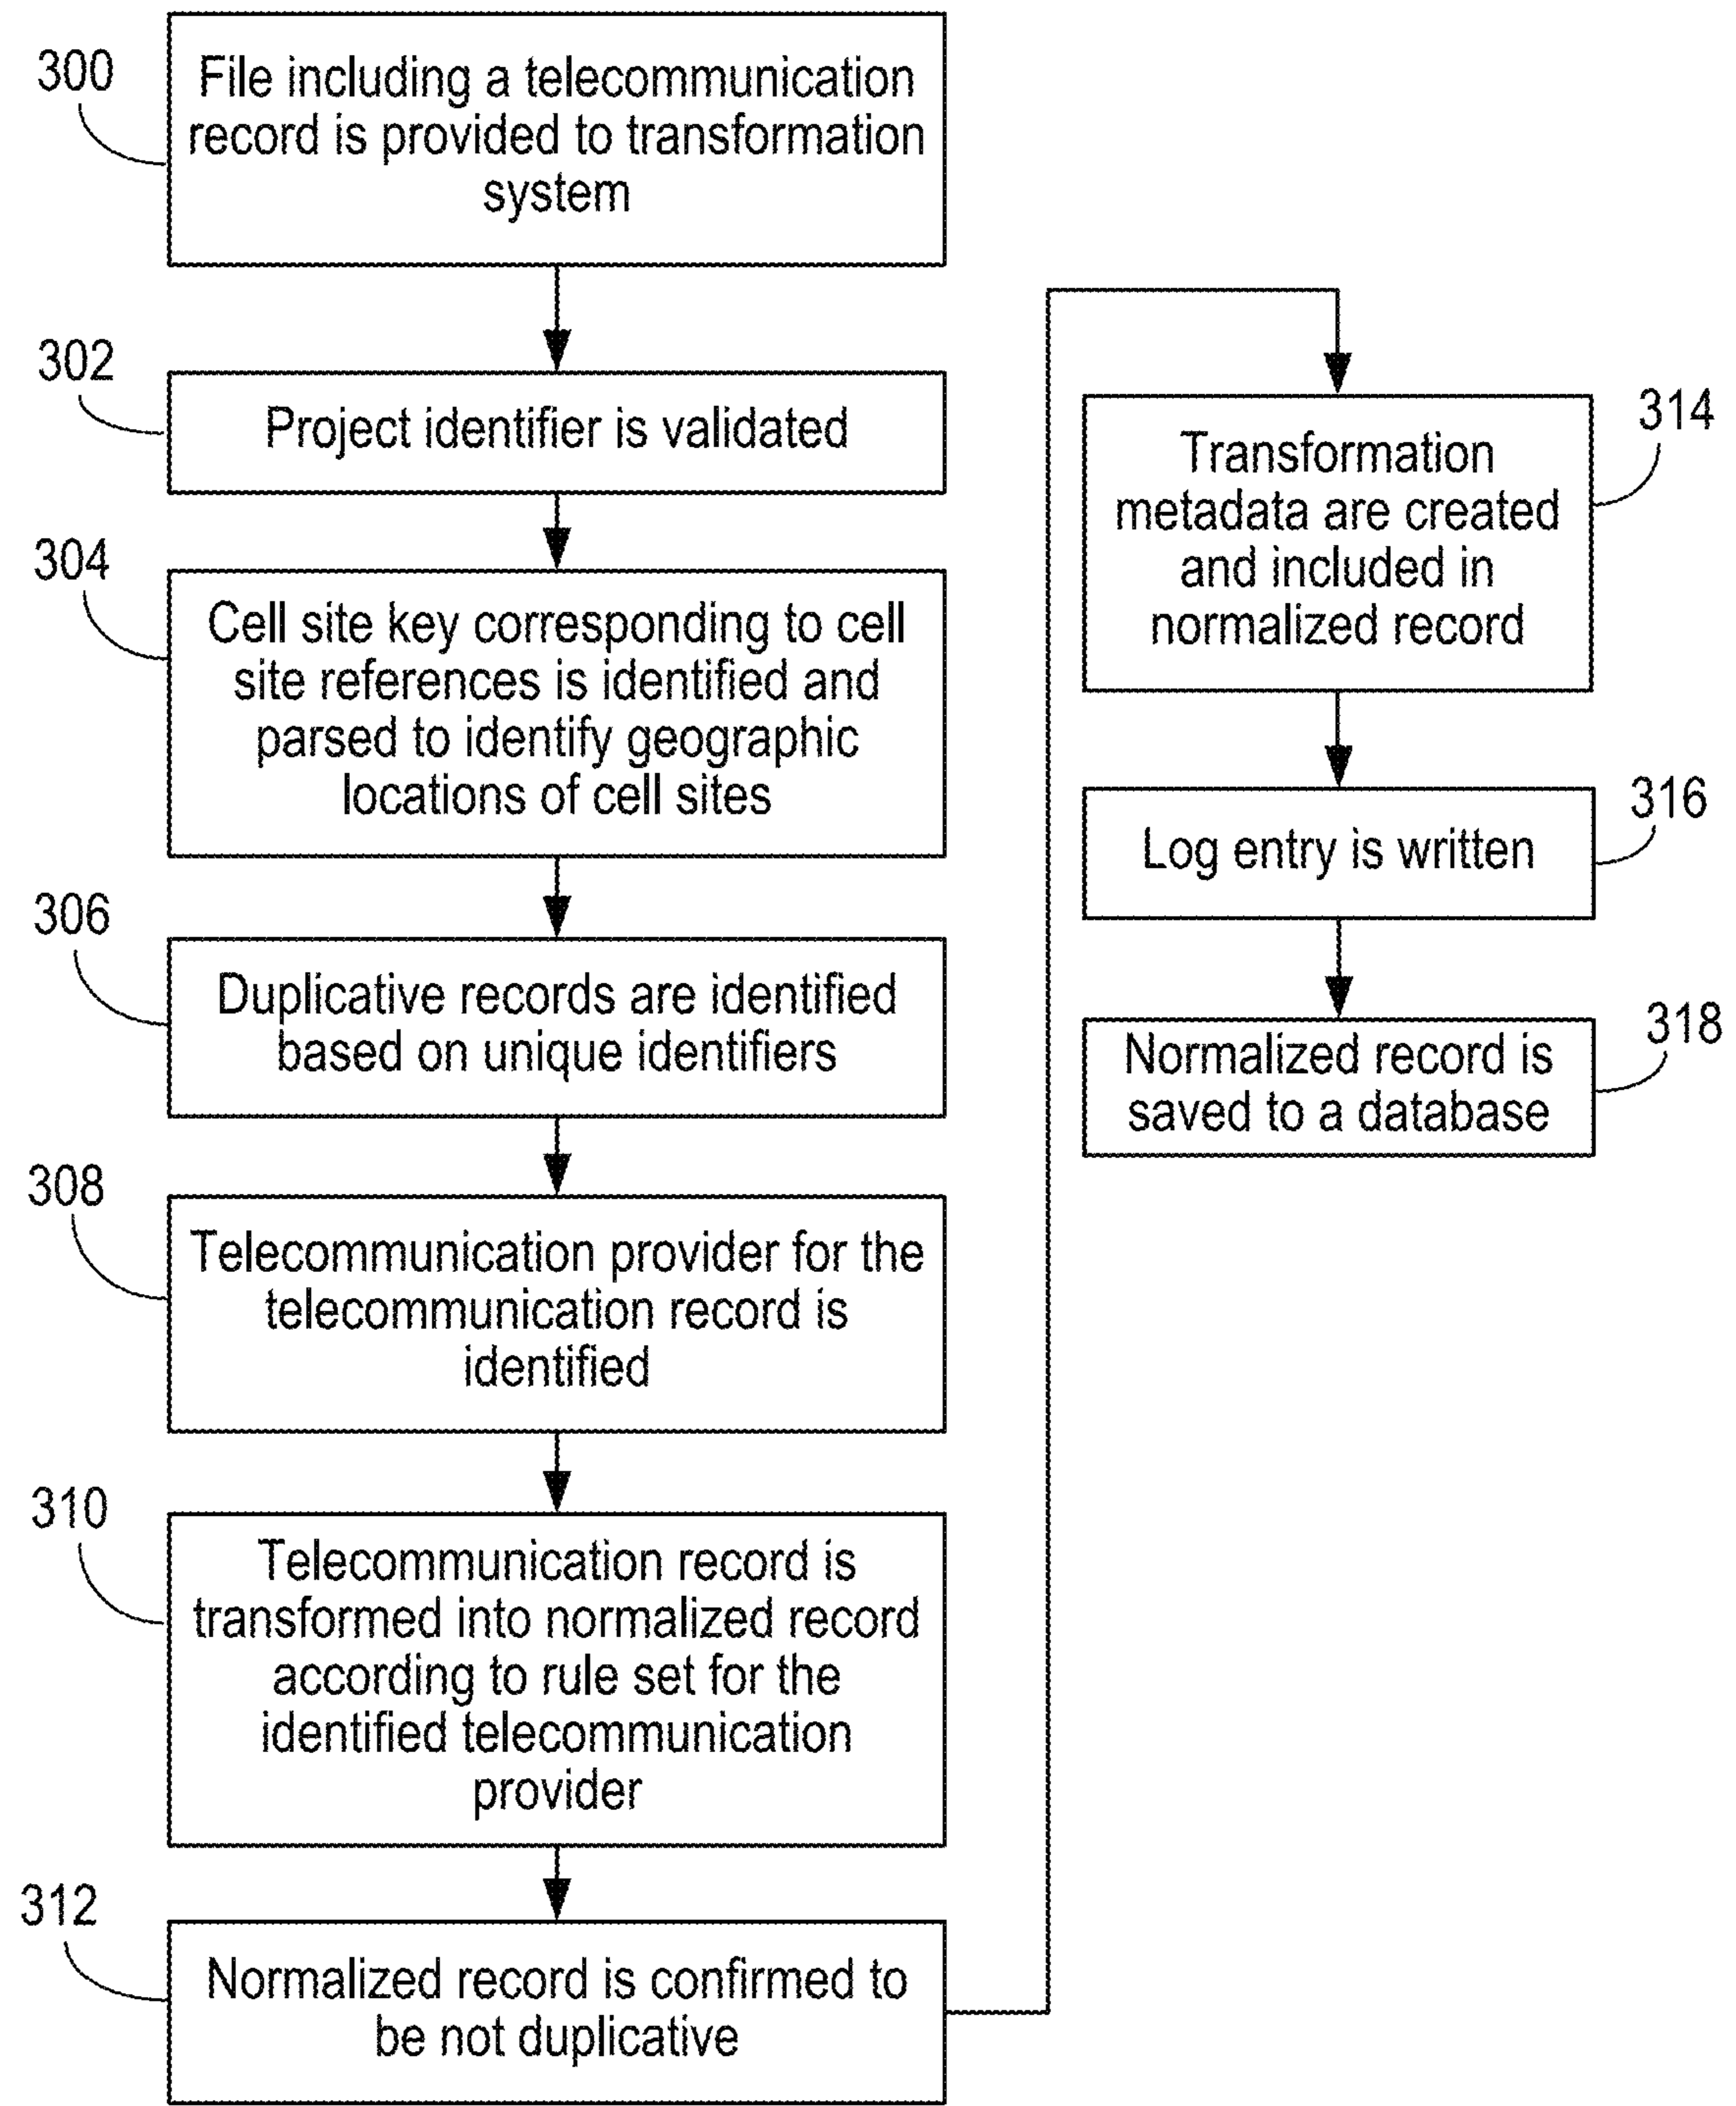 300
File including a telecommunication
record is provided to transformation
system
302
Project identifier is validated
304
Cell site key corresponding to cell
site references is identified and
parsed to identify geographic
locations of cell sites
306
Duplicative records are identified
based on unique identifiers
308
Telecommunication provider for the
telecommunication record is
identified
310
Telecommunication record is
transformed into normalized record
according to rule set for the
identified telecommunication
provider
312
Normalized record is confirmed to
be not duplicative
314
Transformation
metadata are created
and included in
normalized record
316
Log entry is written
318
Normalized record is
saved to a database